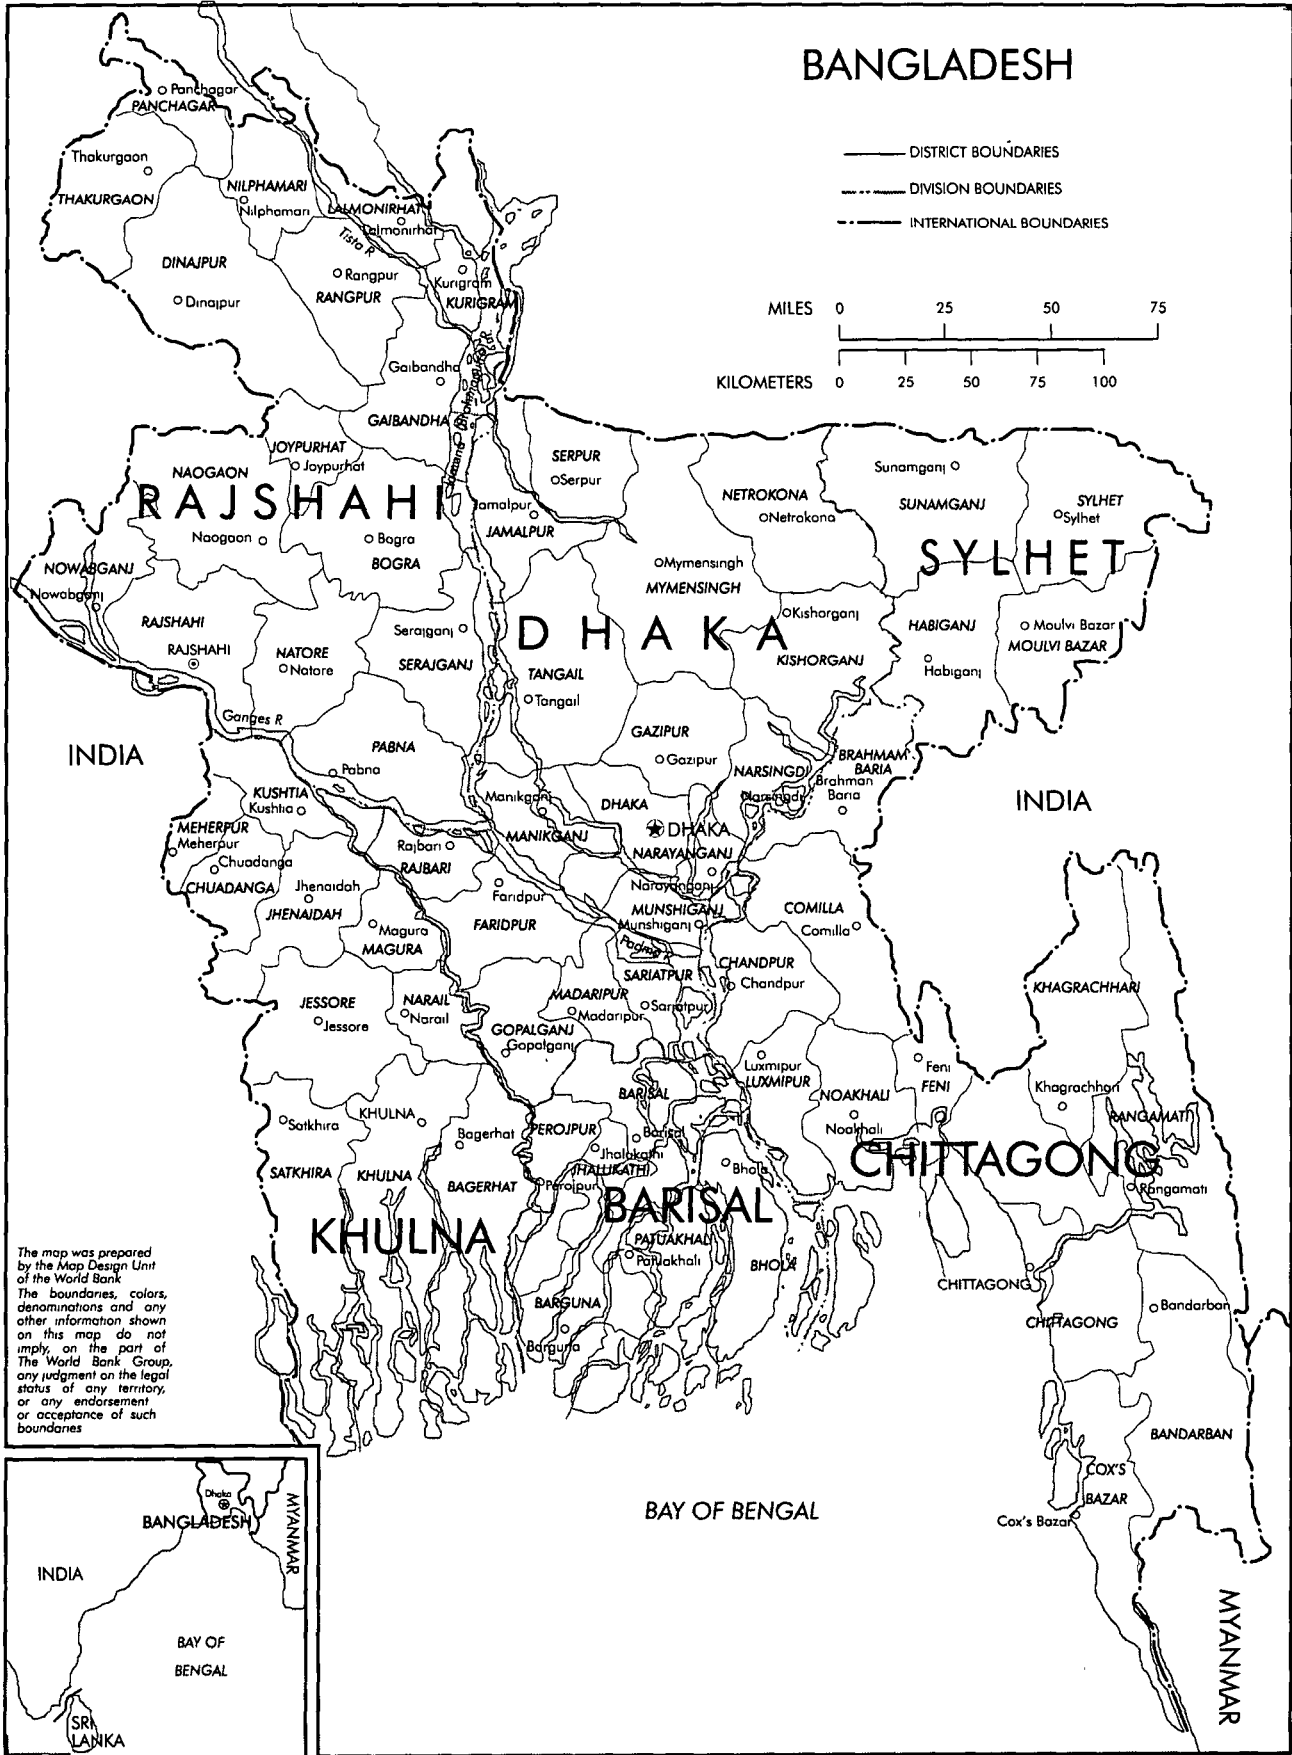 BANGLADESH
DISTRICT BOUNDARIES
DIVISION BOUNDARIES
INTERNATIONAL BOUNDARIES
MILES 0 25 50 75
KILOMETERS 0 25 50 75 100
Panchagar
PANCHAGAR
Thakurgaon
THAKURGAON
NILPHAMARI
Nilphamari
LALMONIRHAT
Lalmonirhat
Tista R
DINAJPUR
Dinajpur
Rangpur
RANGPUR
Kurigram
KURIGRAM
Gaibandha
GAIBANDHA
JOYPURHAT
Joypurhat
NAOGAON
RAJSHAHI
Naogaon
Bogra
BOGRA
SERPUR
Serpur
Jamalpur
JAMALPUR
NETROKONA
Netrokona
Sunamganj
SUNAMGANJ
SYLHET
Sylhet
SYLHET
Mymensingh
MYMENSINGH
NOWABGANJ
Nowabganj
RAJSHAHI
RAJSHAHI
NATORE
Natore
Serajganj
SERAJGANJ
DHAKA
TANGAIL
Tangail
Kishorganj
KISHORGANJ
HABIGANJ
Habiganj
Moulvi Bazar
MOULVI BAZAR
Ganges R
INDIA
PABNA
Pabna
GAZIPUR
Gazipur
NARSINGDI
Narsingdi
BRAHMAM
BARIA
Brahman
Baria
INDIA
KUSHTIA
Kushtia
MEHERPUR
Meherpur
Chuadanga
CHUADANGA
Manikganj
MANIKGANJ
DHAKA
DHAKA
NARAYANGANJ
Narayanganj
Rajbari
RAJBARI
Faridpur
FARIDPUR
Jhenaidah
JHENAIDAH
Magura
MAGURA
MUNSHIGANJ
Munshiganj
Padma R
COMILLA
Comilla
CHANDPUR
Chandpur
SARIATPUR
Sariatpur
MADARIPUR
Madaripur
JESSORE
Jessore
NARAIL
Narail
GOPALGANJ
Gopalganj
KHAGRACHHARI
Khagrachhari
Luxmipur
LUXMIPUR
Feni
FENI
NOAKHALI
Noakhali
RANGAMATI
Rangamati
CHITTAGONG
BARISAL
Barisal
PEROJPUR
Perojpur
Jhalakathi
JHALUKATHI
Satkhira
SATKHIRA
KHULNA
KHULNA
Bagerhat
BAGERHAT
KHULNA
BARISAL
Bhola
BHOLA
PATUAKHALI
Patuakhali
BARGUNA
Barguna
CHITTAGONG
CHITTAGONG
Bandarban
BANDARBAN
COX'S
BAZAR
Cox's Bazar
BAY OF BENGAL
MYANMAR
The map was prepared
by the Map Design Unit
of the World Bank
The boundaries, colors,
denominations and any
other information shown
on this map do not
imply, on the part of
The World Bank Group,
any judgment on the legal
status of any territory,
or any endorsement
or acceptance of such
boundaries
Dhaka
BANGLADESH
MYANMAR
INDIA
BAY OF
BENGAL
SRI
LANKA